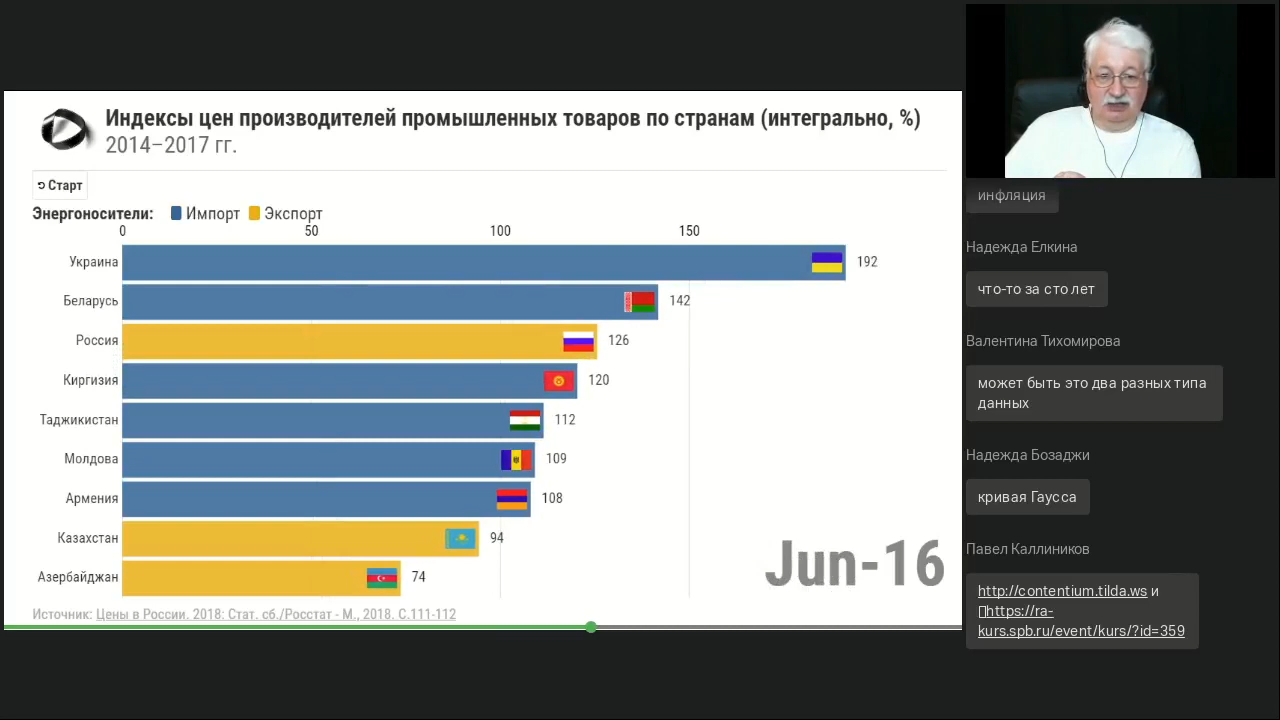 Индексы цен производителей промышленных товаров по странам (интегрально, %)
2014–2017 гг.
Старт
Энергоносители: Импорт Экспорт
0 50 100 150
Украина 192
Беларусь 142
Россия 126
Киргизия 120
Таджикистан 112
Молдова 109
Армения 108
Казахстан 94
Азербайджан 74
Jun-16
Источник: Цены в России. 2018: Стат. сб./Росстат - М., 2018. С.111-112
инфляция
Надежда Елкина
что-то за сто лет
Валентина Тихомирова
может быть это два разных типа
данных
Надежда Бозаджи
кривая Гаусса
Павел Каллиников
http://contentium.tilda.ws и
https://ra-
kurs.spb.ru/event/kurs/?id=359